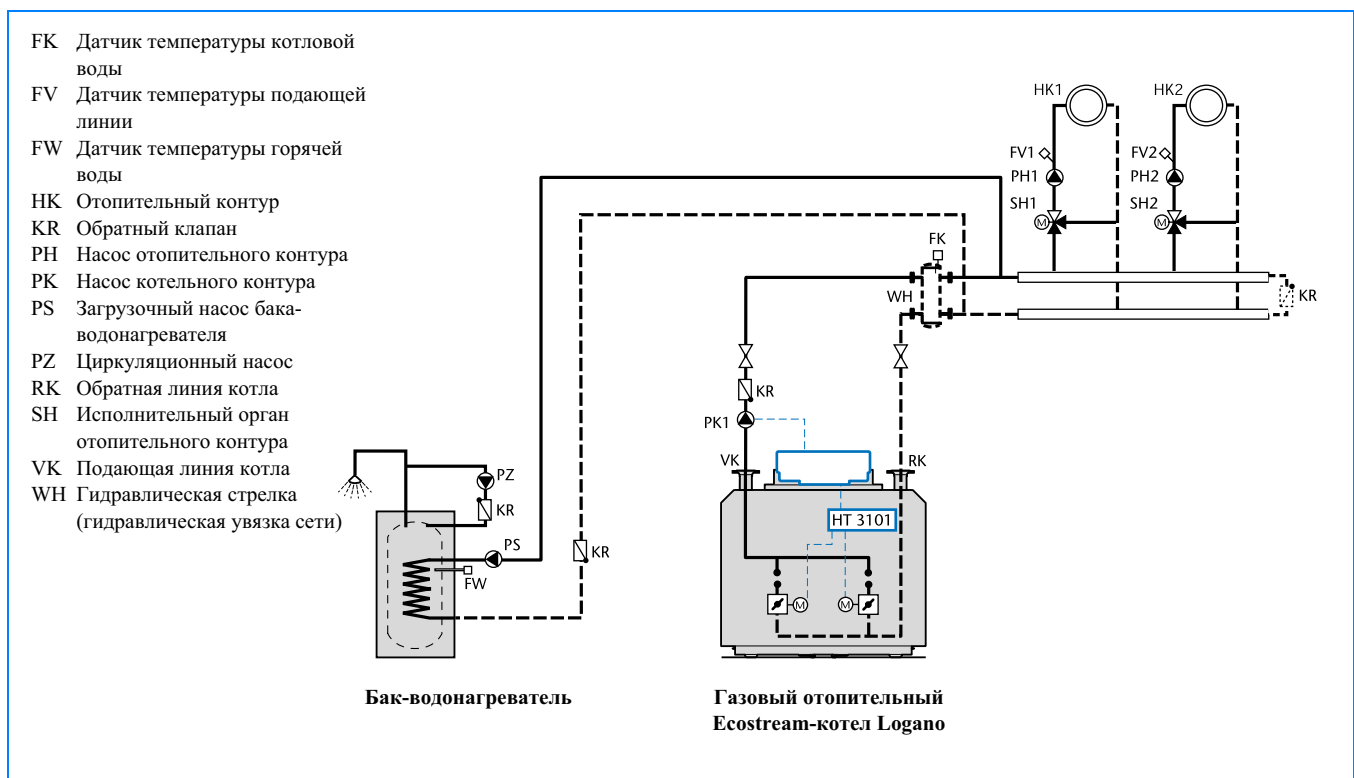 FK Датчик температуры котловой
воды
FV Датчик температуры подающей
линии
FW Датчик температуры горячей
воды
HK Отопительный контур
KR Обратный клапан
PH Насос отопительного контура
PK Насос котельного контура
PS Загрузочный насос бака-
водонагревателя
PZ Циркуляционный насос
RK Обратная линия котла
SH Исполнительный орган
отопительного контура
VK Подающая линия котла
WH Гидравлическая стрелка
(гидравлическая увязка сети)
HK1
HK2
FV1
FV2
PH1
PH2
SH1
SH2
M
M
FK
WH
KR
KR
PK1
VK
RK
PZ
KR
HT 3101
PS
KR
FW
M
M
Бак-водонагреватель
Газовый отопительный
Ecostream-котел Logano